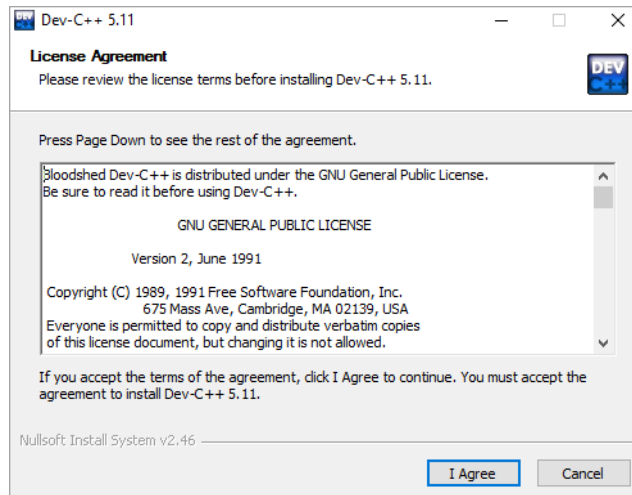 Dev-C++ 5.11
License Agreement
Please review the license terms before installing Dev-C++ 5.11.
DEV
C++
Press Page Down to see the rest of the agreement.
Bloodshed Dev-C++ is distributed under the GNU General Public License.
Be sure to read it before using Dev-C++.
GNU GENERAL PUBLIC LICENSE
Version 2, June 1991
Copyright (C) 1989, 1991 Free Software Foundation, Inc.
675 Mass Ave, Cambridge, MA 02139, USA
Everyone is permitted to copy and distribute verbatim copies
of this license document, but changing it is not allowed.
If you accept the terms of the agreement, click I Agree to continue. You must accept the
agreement to install Dev-C++ 5.11.
Nullsoft Install System v2.46
I Agree
Cancel